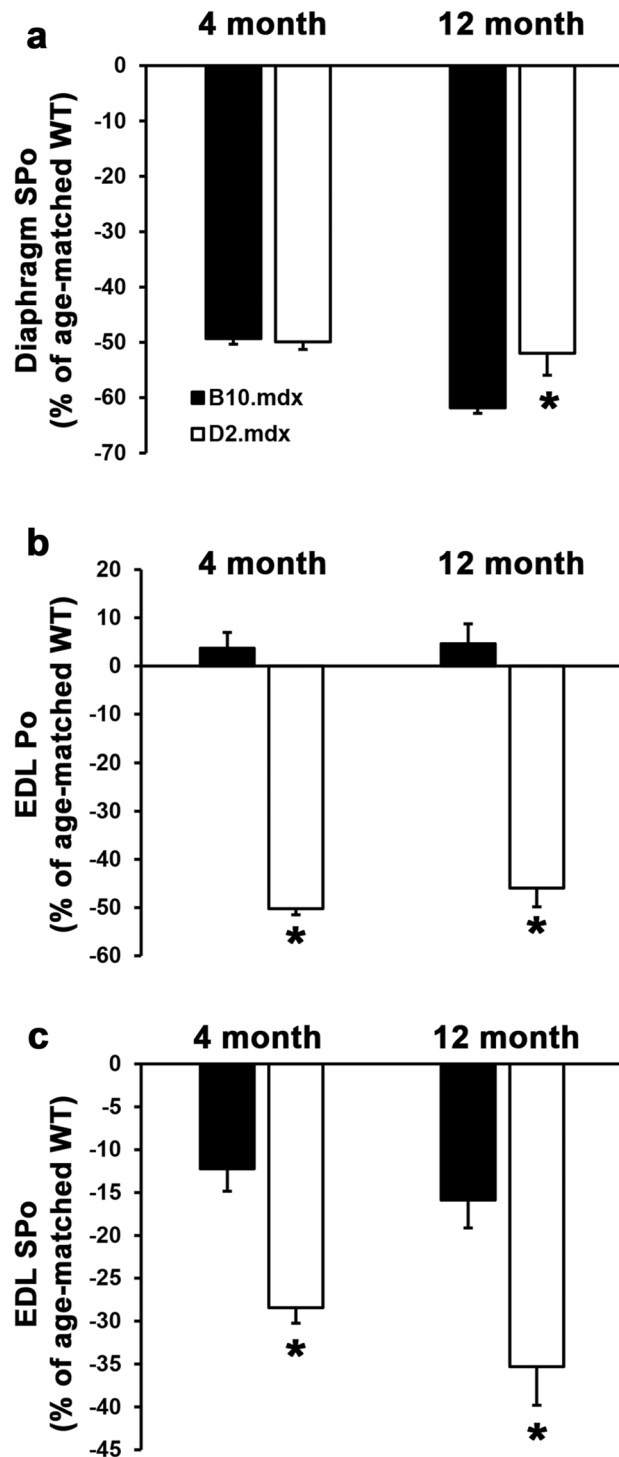 a
4 month 12 month
Diaphragm SPo
(% of age-matched WT)
0
-10
-20
-30
-40
-50
-60
-70
B10.mdx
D2.mdx
*
b
4 month 12 month
EDL Po
(% of age-matched WT)
20
10
0
-10
-20
-30
-40
-50
-60
* *
c
4 month 12 month
EDL SPo
(% of age-matched WT)
0
-5
-10
-15
-20
-25
-30
-35
-40
-45
*
*